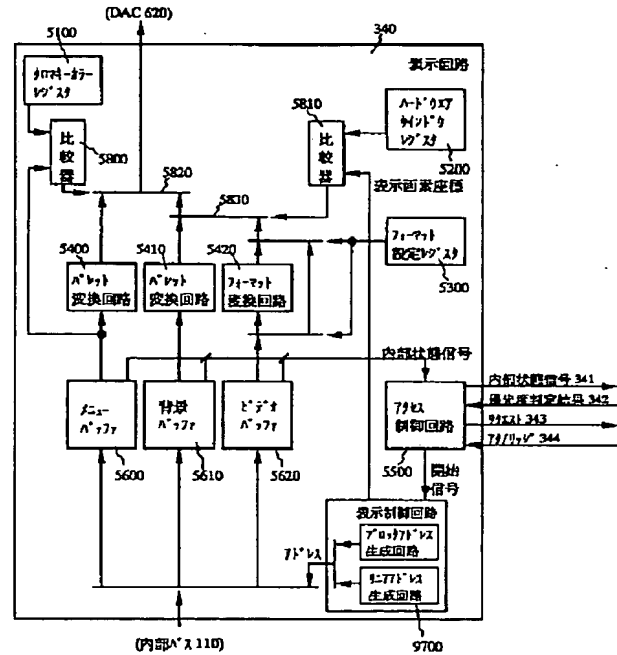 (DAC 620)
340
表示回路
5100
クロマキーカラー
レジスタ
比較器
5800
5820
5810
比較器
ハードウエア
ウインドウ
レジスタ
5200
表示画素座標
5830
5400
パレット
変換回路
5410
パレット
変換回路
5420
フォーマット
変換回路
フォーマット
設定レジスタ
5300
内部状態信号
メニュー
バッファ
5600
背景
バッファ
5610
ビデオ
バッファ
5620
アクセス
制御回路
5500
内部状態信号 341
優先度判定結果 342
リクエスト 343
アクノリッジ 344
開始
信号
表示制御回路
アドレス
ブロックアドレス
生成回路
リニアアドレス
生成回路
9700
(内部バス 110)